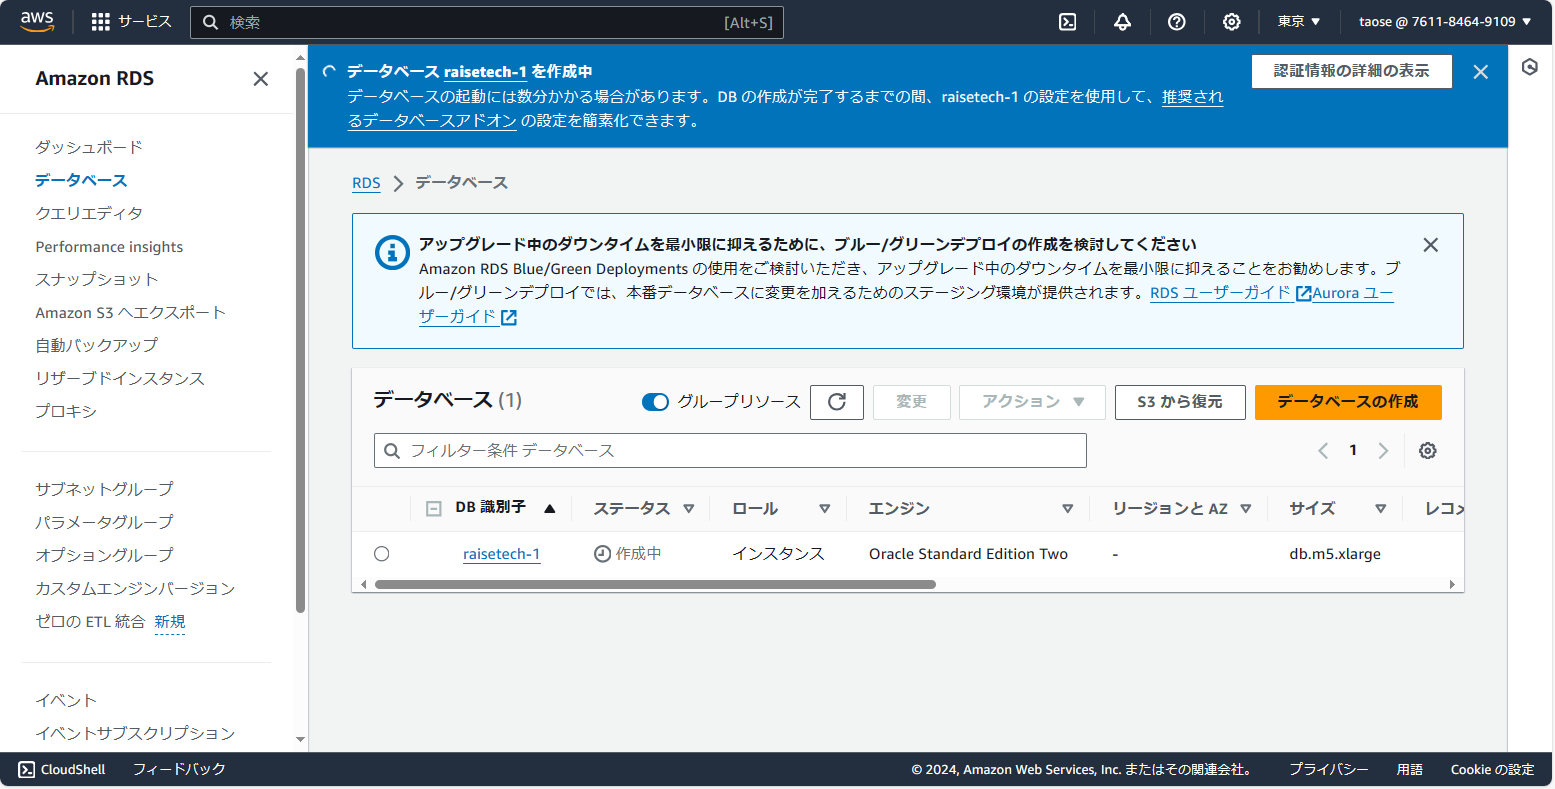 aws
サービス
検索
[Alt+S]
東京 ▼
taose @ 7611-8464-9109 ▼
Amazon RDS
ダッシュボード
データベース
クエリエディタ
Performance insights
スナップショット
Amazon S3 へエクスポート
自動バックアップ
リザーブドインスタンス
プロキシ
サブネットグループ
パラメータグループ
オプショングループ
カスタムエンジンバージョン
ゼロの ETL 統合 新規
イベント
イベントサブスクリプション
データベース raisetech-1 を作成中
データベースの起動には数分かかる場合があります。DB の作成が完了するまでの間、raisetech-1 の設定を使用して、推奨され
るデータベースアドオン の設定を簡素化できます。
認証情報の詳細の表示
RDS > データベース
アップグレード中のダウンタイムを最小限に抑えるために、ブルー/グリーンデプロイの作成を検討してください
Amazon RDS Blue/Green Deployments の使用をご検討いただき、アップグレード中のダウンタイムを最小限に抑えることをお勧めします。ブ
ルー/グリーンデプロイでは、本番データベースに変更を加えるためのステージング環境が提供されます。RDS ユーザーガイド Aurora ユー
ザーガイド
データベース (1)
グループリソース
変更
アクション ▼
S3 から復元
データベースの作成
フィルター条件 データベース
1
DB 識別子 ▲ ステータス ロール エンジン リージョンと AZ サイズ レコメ
raisetech-1 作成中 インスタンス Oracle Standard Edition Two - db.m5.xlarge
CloudShell フィードバック © 2024, Amazon Web Services, Inc. またはその関連会社。 プライバシー 用語 Cookie の設定